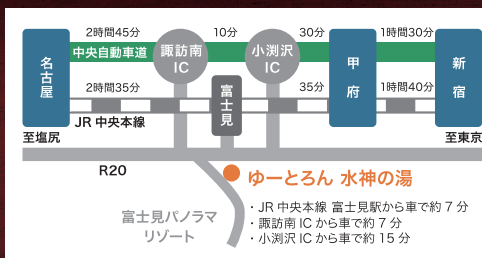 2時間45分
10分
30分
1時間30分
中央自動車道
名古屋
諏訪南
IC
小渕沢
IC
甲府
新宿
2時間35分
富士見
35分
1時間40分
JR 中央本線
至塩尻
至東京
R20
ゆーとろん 水神の湯
富士見パノラマ
リゾート
・JR 中央本線 富士見駅から車で約 7 分
・諏訪南 IC から車で約 7 分
・小渕沢 IC から車で約 15 分